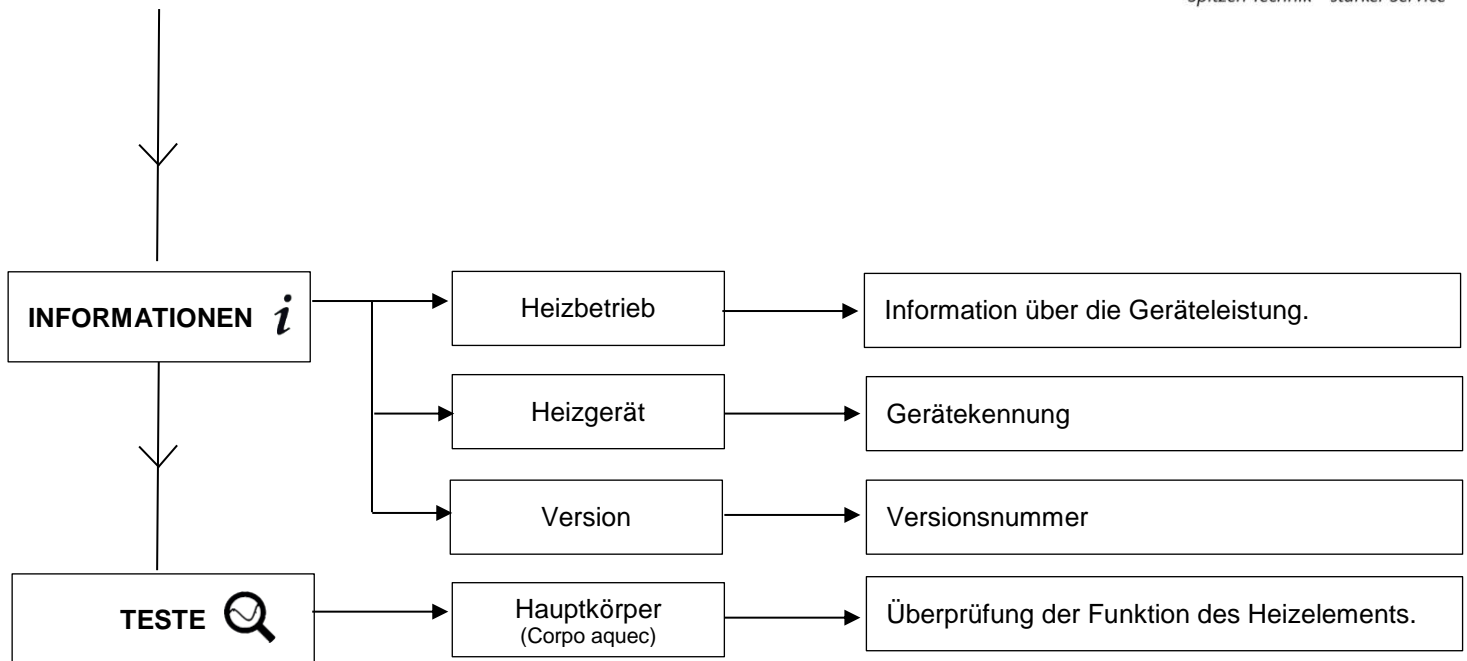 INFORMATIONEN i
Heizbetrieb
Information über die Geräteleistung.
Heizgerät
Gerätekennung
Version
Versionsnummer
TESTE
Hauptkörper
(Corpo aquec)
Überprüfung der Funktion des Heizelements.